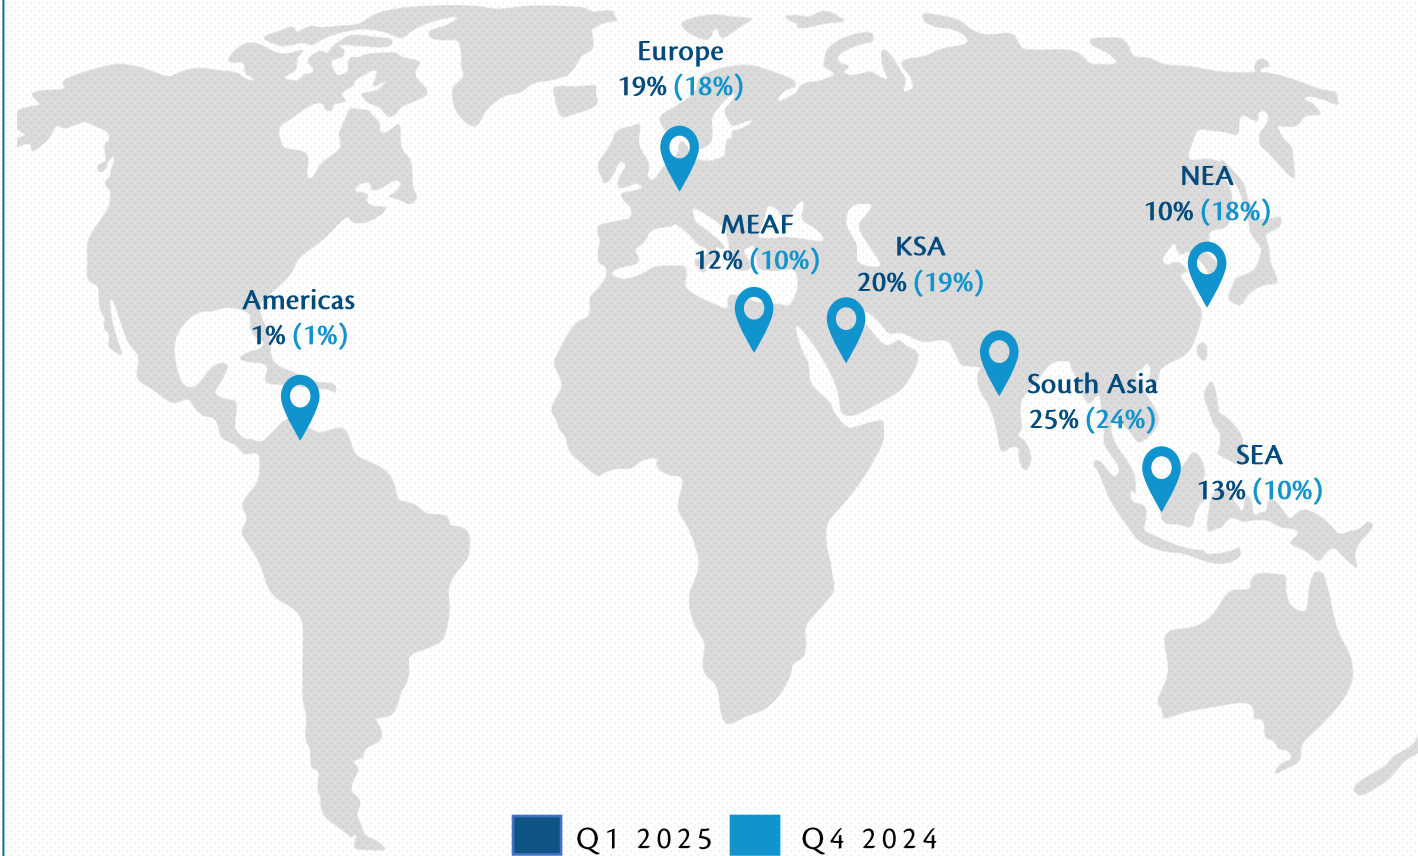 Europe
19% (18%)
NEA
10% (18%)
MEAF
12% (10%)
KSA
20% (19%)
Americas
1% (1%)
South Asia
25% (24%)
SEA
13% (10%)
Q1 2025
Q4 2024